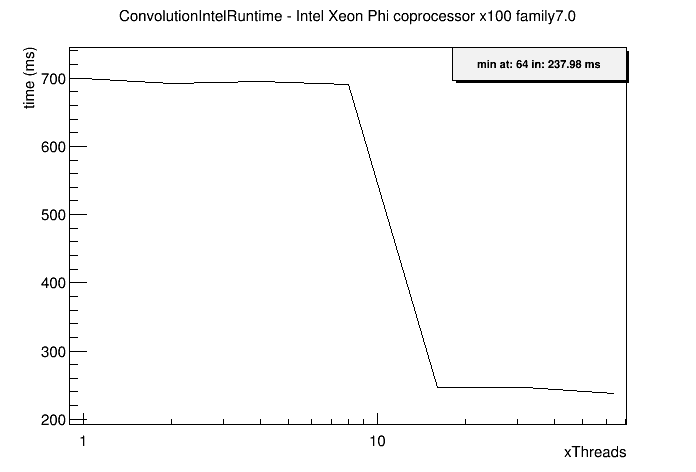 ConvolutionIntelRuntime - Intel Xeon Phi coprocessor x100 family7.0
time (ms)
min at: 64 in: 237.98 ms
700
600
500
400
300
200
1
10
xThreads